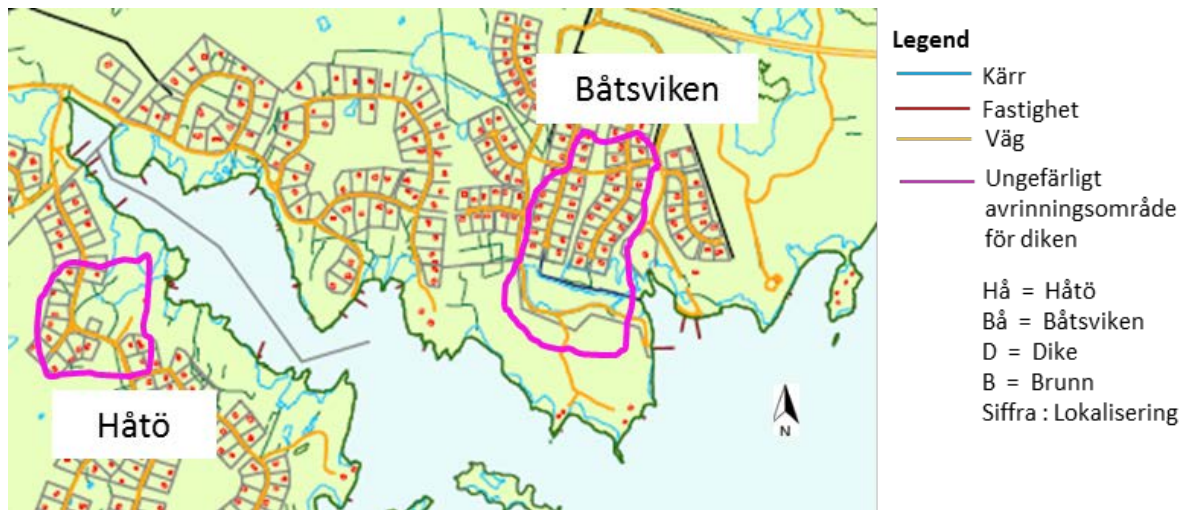 Båtsviken
Håtö
N
Legend
Kärr
Fastighet
Väg
Ungefärligt
avrinningsområde
för diken
Hå = Håtö
Bå = Båtsviken
D = Dike
B = Brunn
Siffra : Lokalisering